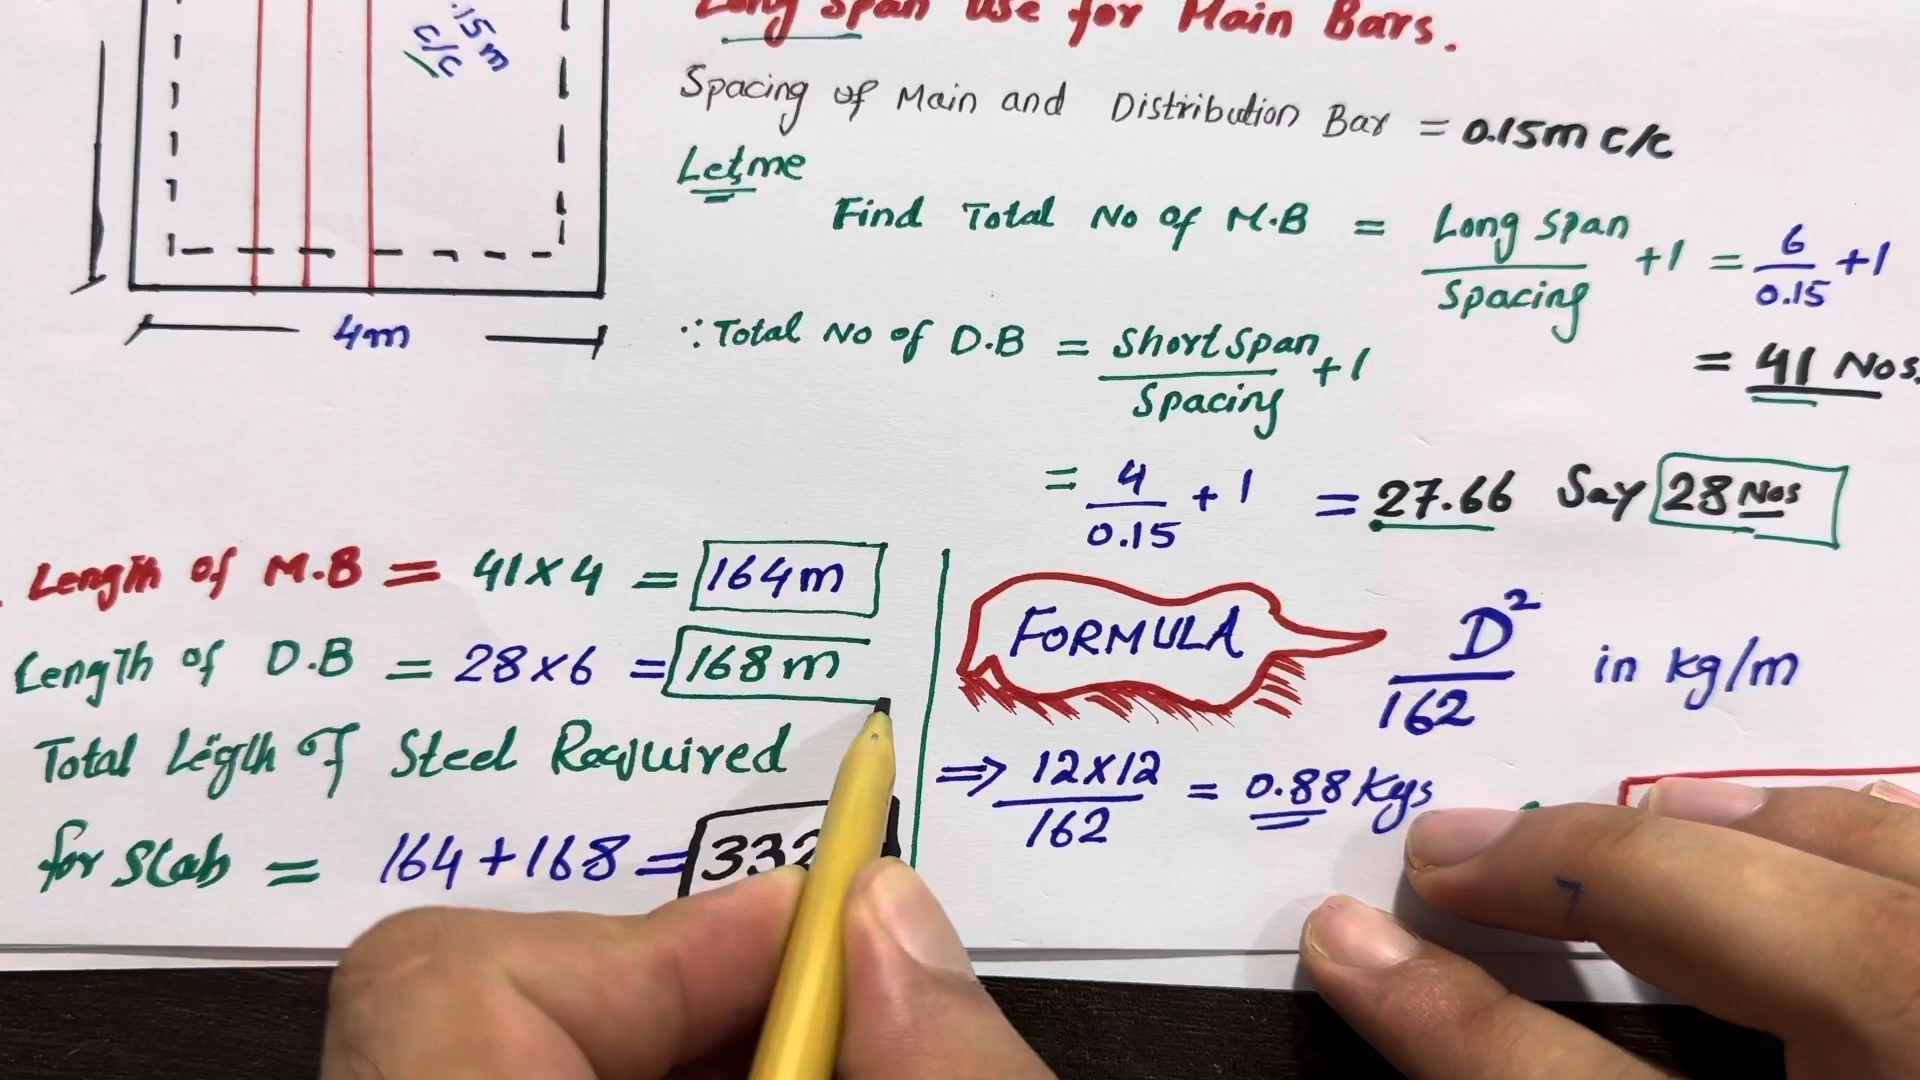 .15m
c/c
4m
Long Span use for Main Bars.
Spacing of Main and Distribution Bar = 0.15m c/c
Let me
Find Total No of M.B = Long Span / Spacing +1 = 6 / 0.15 +1
= 41 Nos.
∵ Total No of D.B = Short Span / Spacing +1
= 4 / 0.15 + 1 = 27.66 Say 28 Nos
Length of M.B = 41×4 = 164m
Length of D.B = 28×6 = 168m
Total Legth of Steel Reqwired
for Slab = 164+168 = 332
FORMULA D² / 162 in kg/m
⇒ 12×12 / 162 = 0.88 Kgs